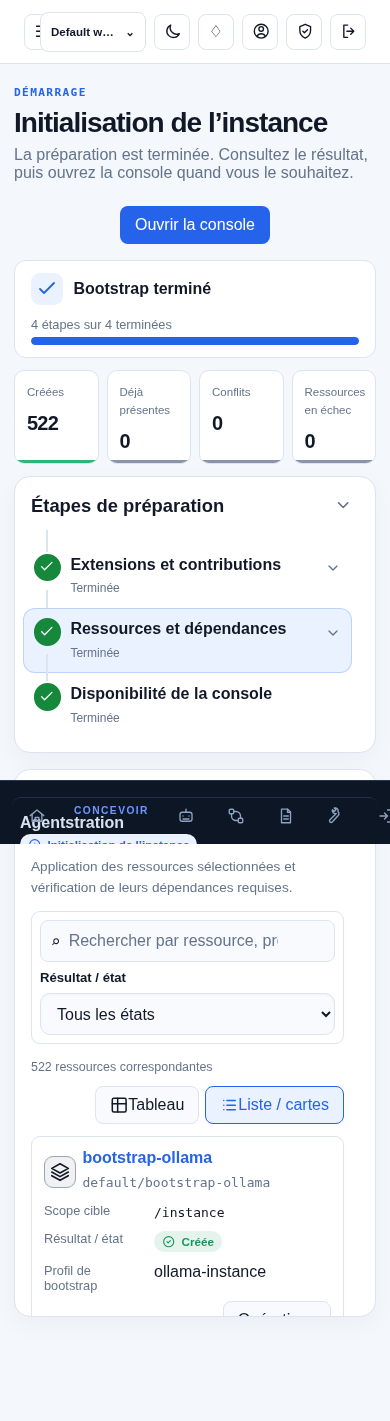 Default w…
DÉMARRAGE
Initialisation de l'instance
La préparation est terminée. Consultez le résultat,
puis ouvrez la console quand vous le souhaitez.
Ouvrir la console
Bootstrap terminé
4 étapes sur 4 terminées
Créées
522
Déjà
présentes
0
Conflits
0
Ressources
en échec
0
Étapes de préparation
Extensions et contributions
Terminée
Ressources et dépendances
Terminée
Disponibilité de la console
Terminée
CONCEVOIR
Agentstration
Initialisation de l'instance
Application des ressources sélectionnées et
vérification de leurs dépendances requises.
Rechercher par ressource, pr
Résultat / état
Tous les états
522 ressources correspondantes
Tableau
Liste / cartes
bootstrap-ollama
default/bootstrap-ollama
Scope cible
/instance
Résultat / état
Créée
Profil de
bootstrap
ollama-instance